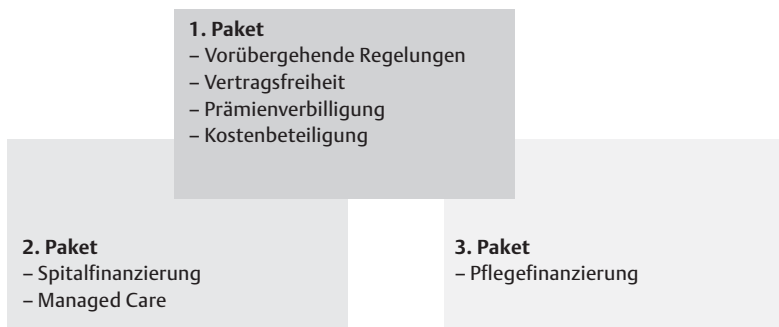 1. Paket
– Vorübergehende Regelungen
– Vertragsfreiheit
– Prämienverbilligung
– Kostenbeteiligung
2. Paket
– Spitalfinanzierung
– Managed Care
3. Paket
– Pflegefinanzierung